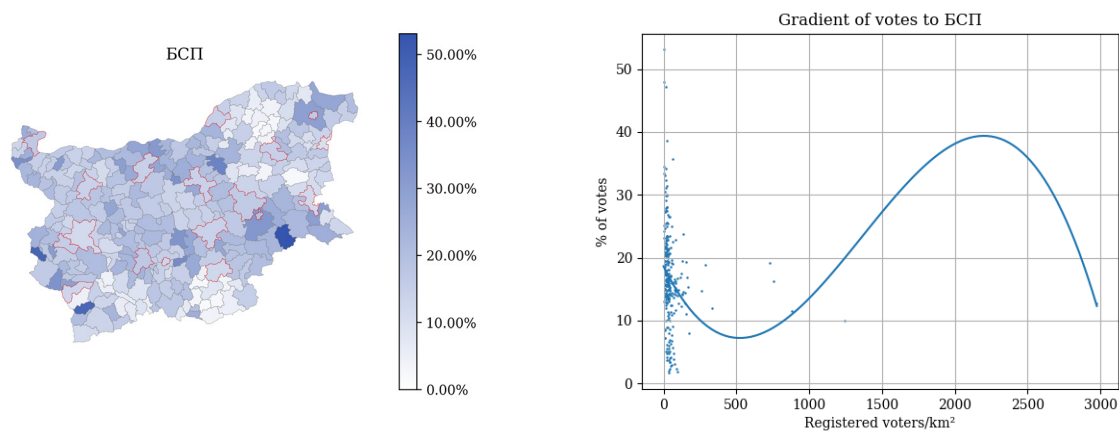 БСП
50.00%
40.00%
30.00%
20.00%
10.00%
0.00%
Gradient of votes to БСП
% of votes
50
40
30
20
10
0
0 500 1000 1500 2000 2500 3000
Registered voters/km²